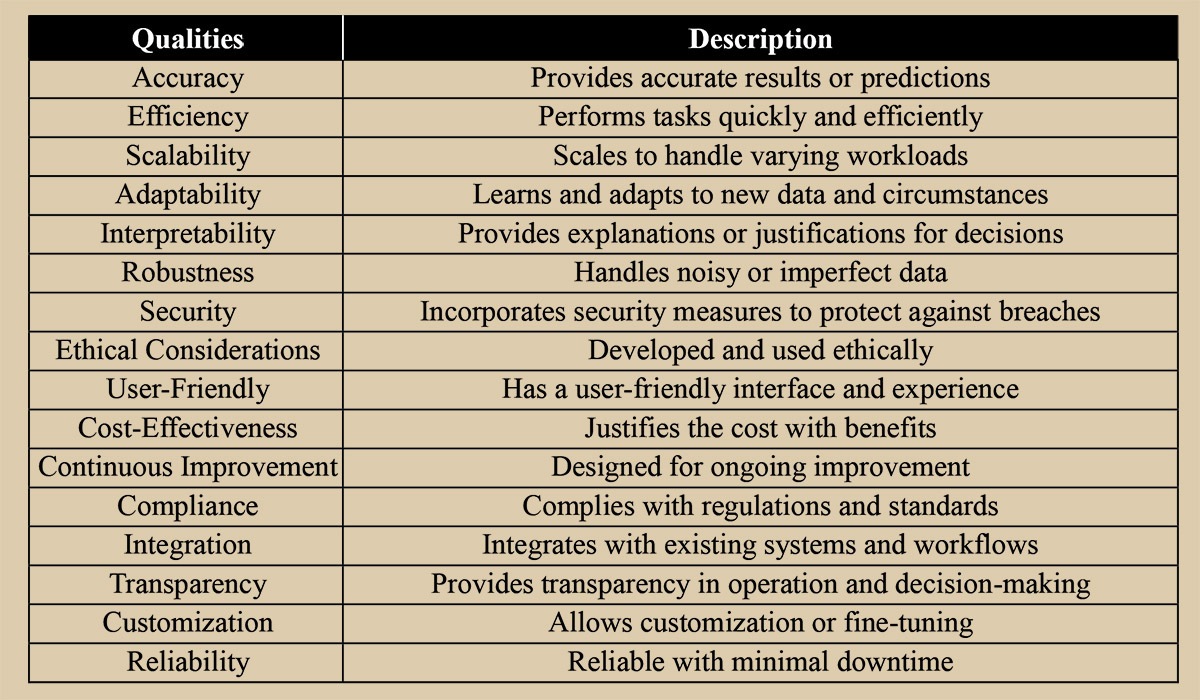 Qualities Description
Accuracy Provides accurate results or predictions
Efficiency Performs tasks quickly and efficiently
Scalability Scales to handle varying workloads
Adaptability Learns and adapts to new data and circumstances
Interpretability Provides explanations or justifications for decisions
Robustness Handles noisy or imperfect data
Security Incorporates security measures to protect against breaches
Ethical Considerations Developed and used ethically
User-Friendly Has a user-friendly interface and experience
Cost-Effectiveness Justifies the cost with benefits
Continuous Improvement Designed for ongoing improvement
Compliance Complies with regulations and standards
Integration Integrates with existing systems and workflows
Transparency Provides transparency in operation and decision-making
Customization Allows customization or fine-tuning
Reliability Reliable with minimal downtime